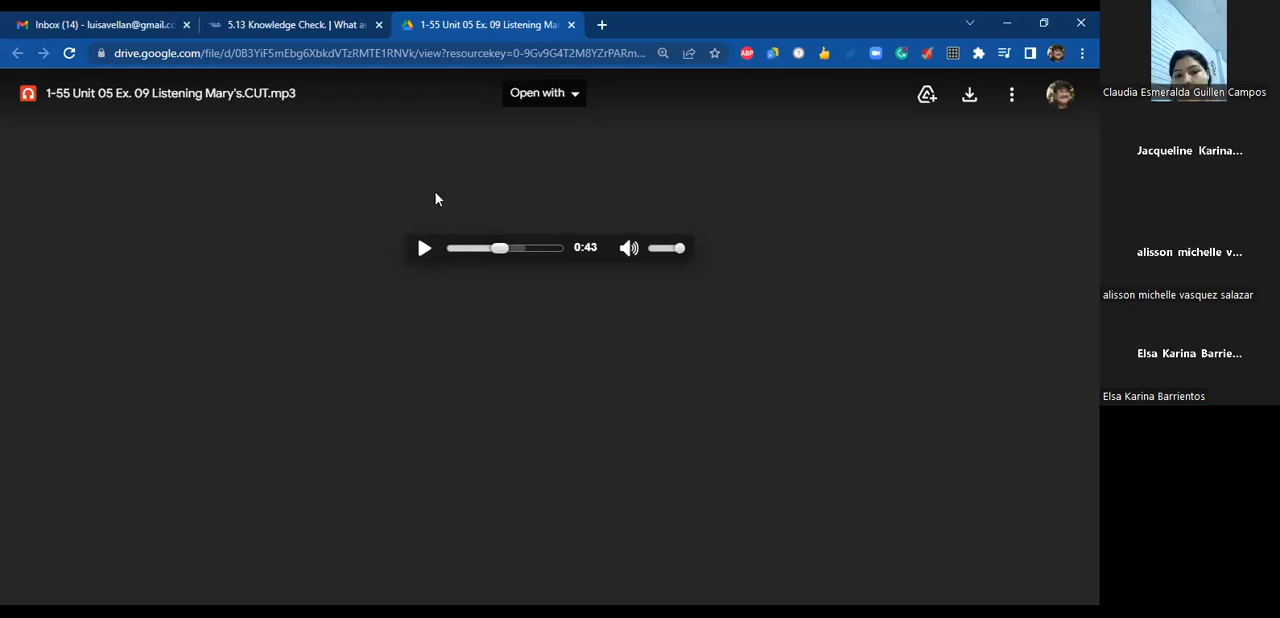 Inbox (14) - luisavellan@gmail.cc
5.13 Knowledge Check. | What ar
1-55 Unit 05 Ex. 09 Listening Ma
drive.google.com/file/d/0B3YiF5mEbg6XbkdVTzRMTE1RNVk/view?resourcekey=0-9Gv9G4T2M8YZrPARm...
ABP
1-55 Unit 05 Ex. 09 Listening Mary's.CUT.mp3
Open with
0:43
Claudia Esmeralda Guillen Campos
Jacqueline Karina...
alisson michelle v...
alisson michelle vasquez salazar
Elsa Karina Barrie...
Elsa Karina Barrientos